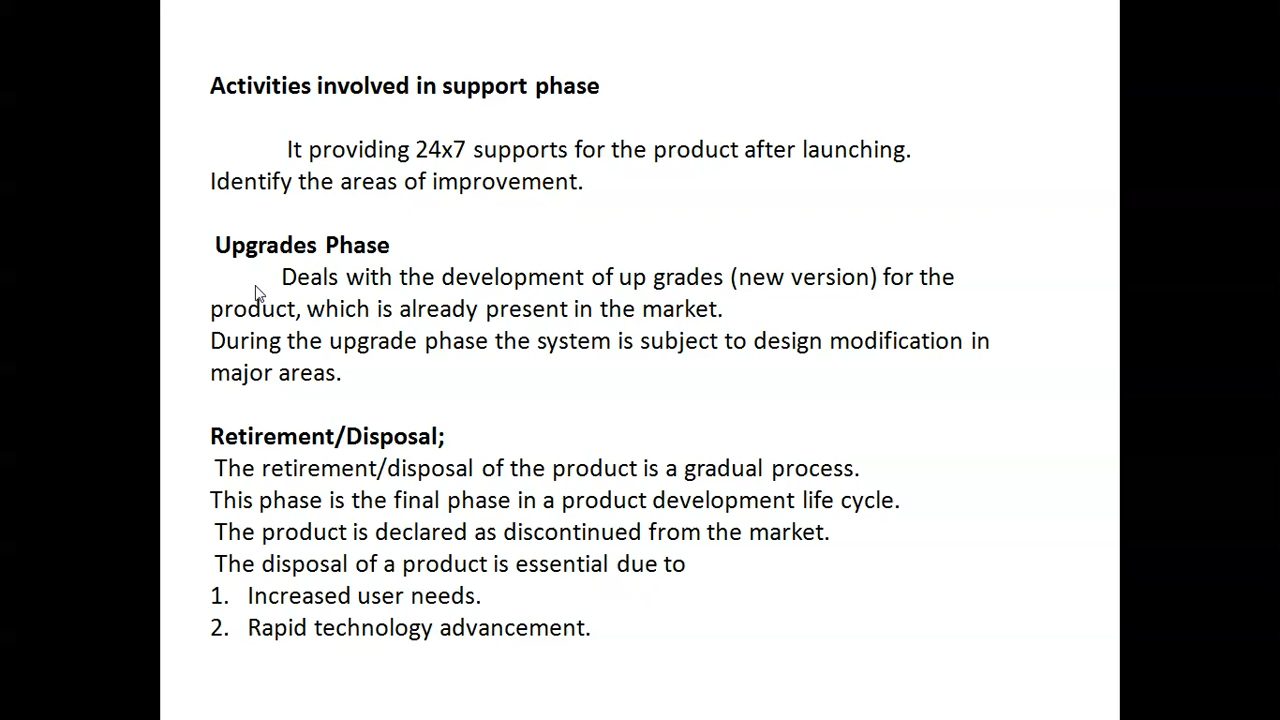 Activities involved in support phase
It providing 24x7 supports for the product after launching.
Identify the areas of improvement.
Upgrades Phase
Deals with the development of up grades (new version) for the
product, which is already present in the market.
During the upgrade phase the system is subject to design modification in
major areas.
Retirement/Disposal;
The retirement/disposal of the product is a gradual process.
This phase is the final phase in a product development life cycle.
The product is declared as discontinued from the market.
The disposal of a product is essential due to
1. Increased user needs.
2. Rapid technology advancement.